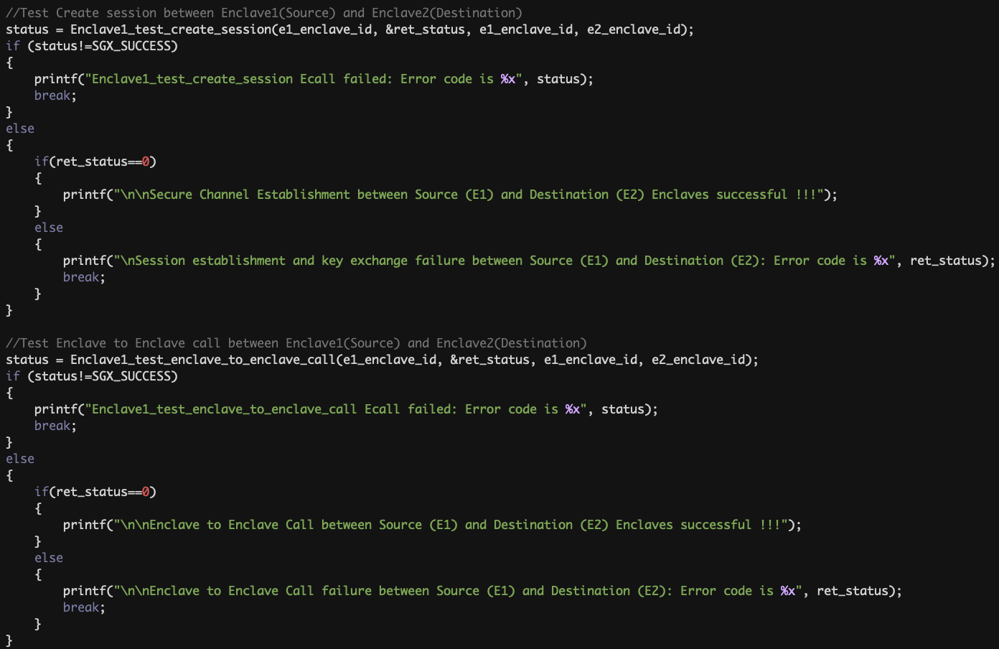 //Test Create session between Enclave1(Source) and Enclave2(Destination)
status = Enclave1_test_create_session(e1_enclave_id, &ret_status, e1_enclave_id, e2_enclave_id);
if (status!=SGX_SUCCESS)
{
    printf("Enclave1_test_create_session Ecall failed: Error code is %x", status);
    break;
}
else
{
    if(ret_status==0)
    {
        printf("\n\nSecure Channel Establishment between Source (E1) and Destination (E2) Enclaves successful !!!");
    }
    else
    {
        printf("\nSession establishment and key exchange failure between Source (E1) and Destination (E2): Error code is %x", ret_status);
        break;
    }
}

//Test Enclave to Enclave call between Enclave1(Source) and Enclave2(Destination)
status = Enclave1_test_enclave_to_enclave_call(e1_enclave_id, &ret_status, e1_enclave_id, e2_enclave_id);
if (status!=SGX_SUCCESS)
{
    printf("Enclave1_test_enclave_to_enclave_call Ecall failed: Error code is %x", status);
    break;
}
else
{
    if(ret_status==0)
    {
        printf("\n\nEnclave to Enclave Call between Source (E1) and Destination (E2) Enclaves successful !!!");
    }
    else
    {
        printf("\n\nEnclave to Enclave Call failure between Source (E1) and Destination (E2): Error code is %x", ret_status);
        break;
    }
}